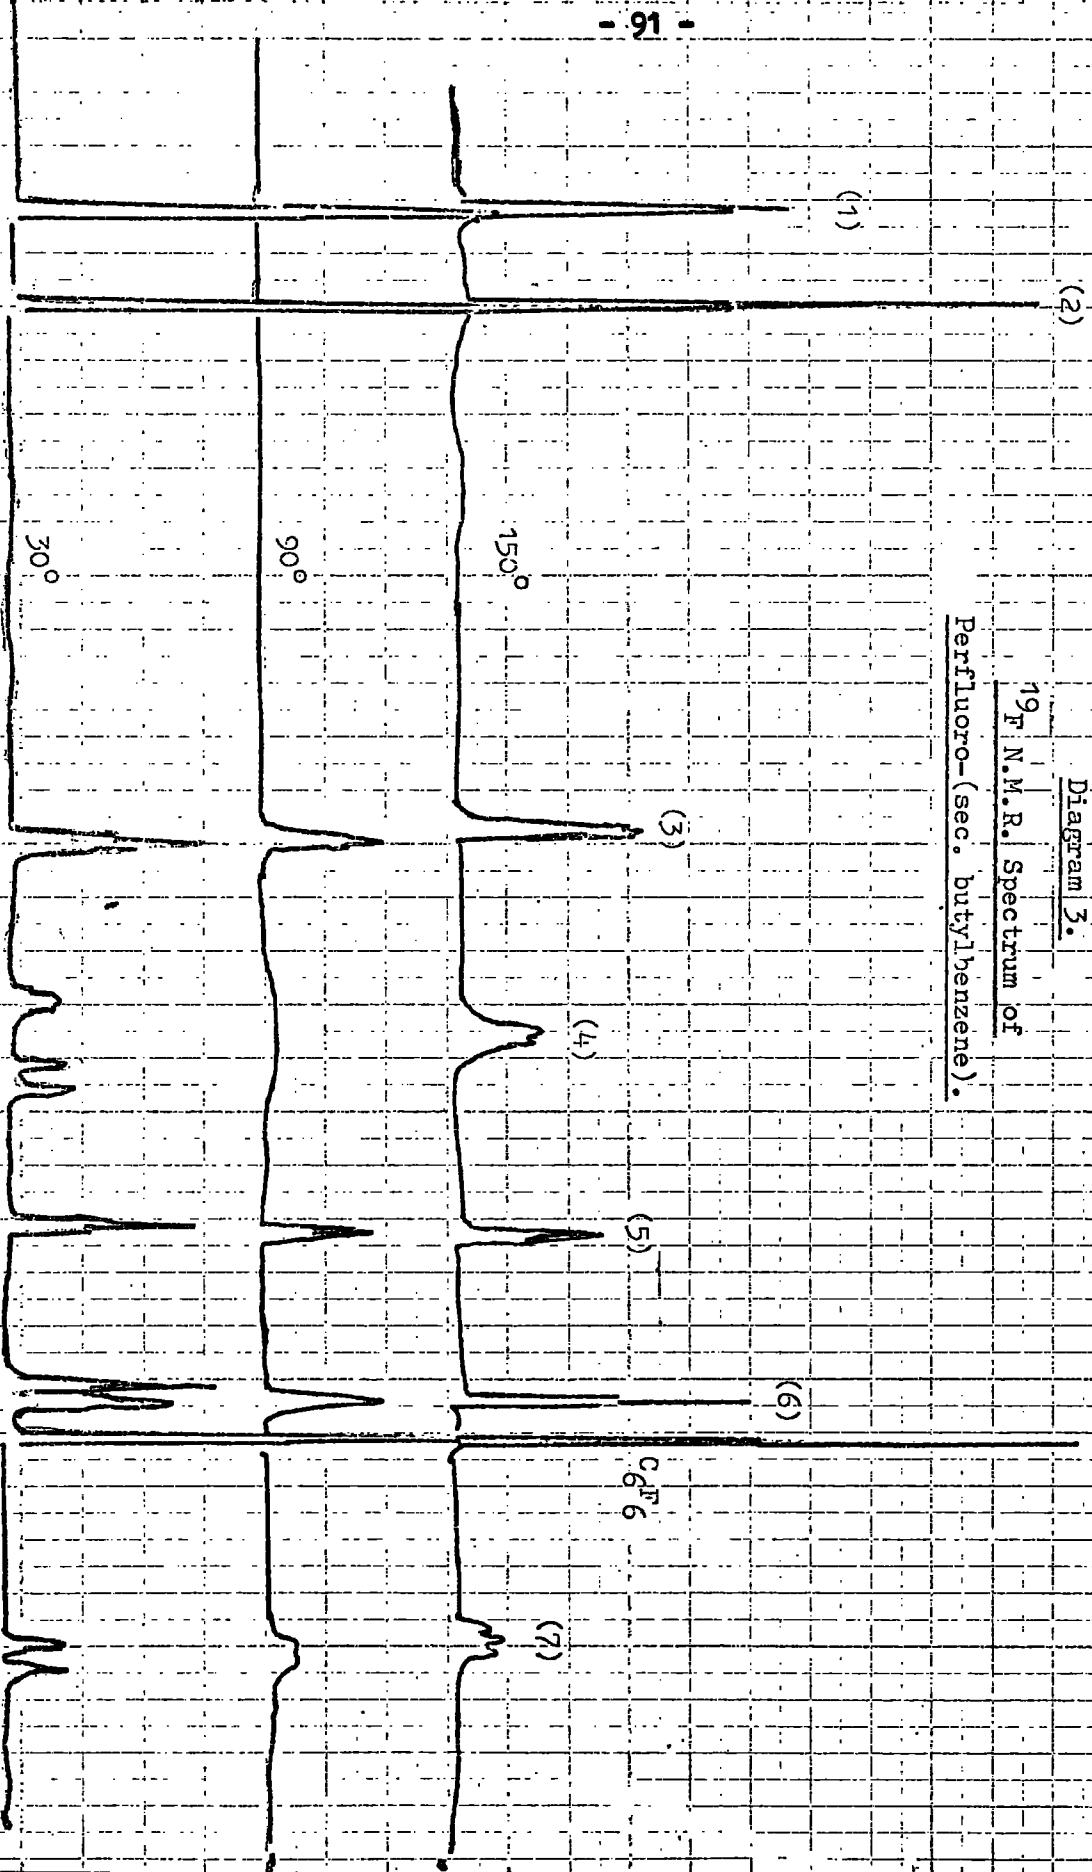 - 91 -
Diagram 3.
19F N.M.R. Spectrum of
Perfluoro-(sec. butylbenzene).
(1)
(2)
(3)
(4)
(5)
(6)
C6F6
(7)
150°
90°
30°